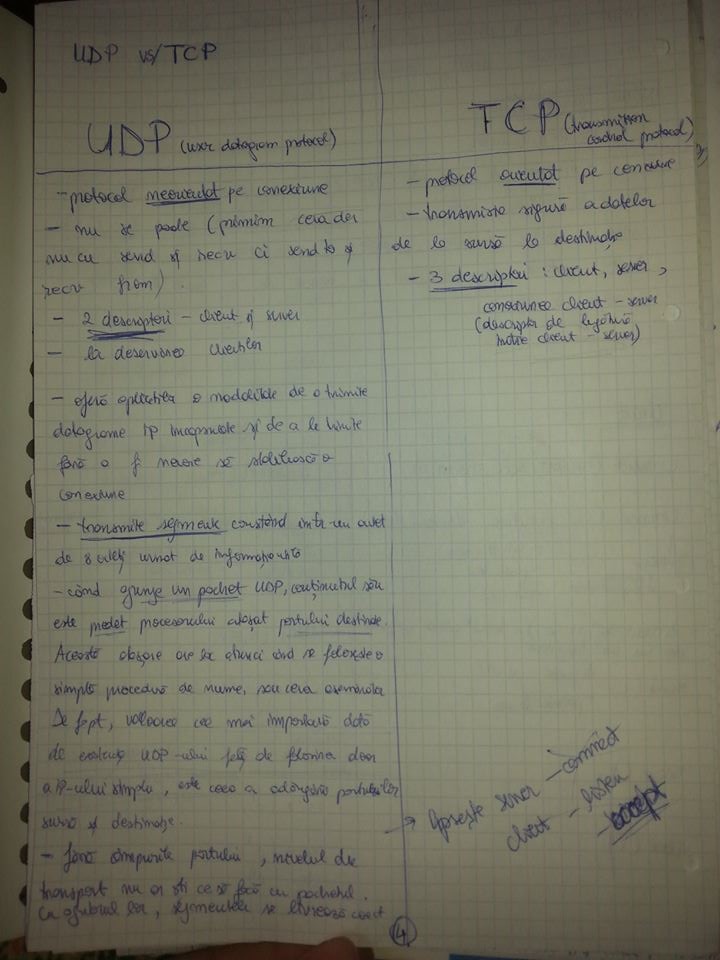 UDP vs/TCP
UDP (user datagram protocol)
- protocol neorientat pe conexiune
- nu se poate (primim ceva dar
nu cu send și recv ci send to și
recv from)
- 2 descriptori - client și server
- la deservirea clienților
- oferă aplicațiilor o modalitate de a trimite
datagrame IP încapsulate și de a le trimite
fără a fi nevoie să stabilească o
conexiune
- transmite segmente constând într-un antet
de 8 octeți urmat de informațiile
- când ajunge un pachet UDP, conținutul său
este predat procesorului atașat portului destinație.
Această atașare are loc atunci când se folosește o
simplă procedură de nume, sau ceva asemănător
De fapt, valoarea cea mai importantă dată
de existența UDP-ului față de folosirea doar
a IP-ului simplu, este ceea a adăugării porturilor
sursă și destinație.
- fără câmpurile portului, nivelul de
transport nu ar ști ce să facă cu pachetul.
Cu ajutorul lor, segmentele se livrează corect
TCP (transmission
control protocol)
- protocol orientat pe conexiune
- transmisie sigură a datelor
de la sursă la destinație
- 3 descriptori : client, server,
conexiunea client - server
(descriptor de legătură
între client - server)
→ server - connect
client - listen
- accept
4